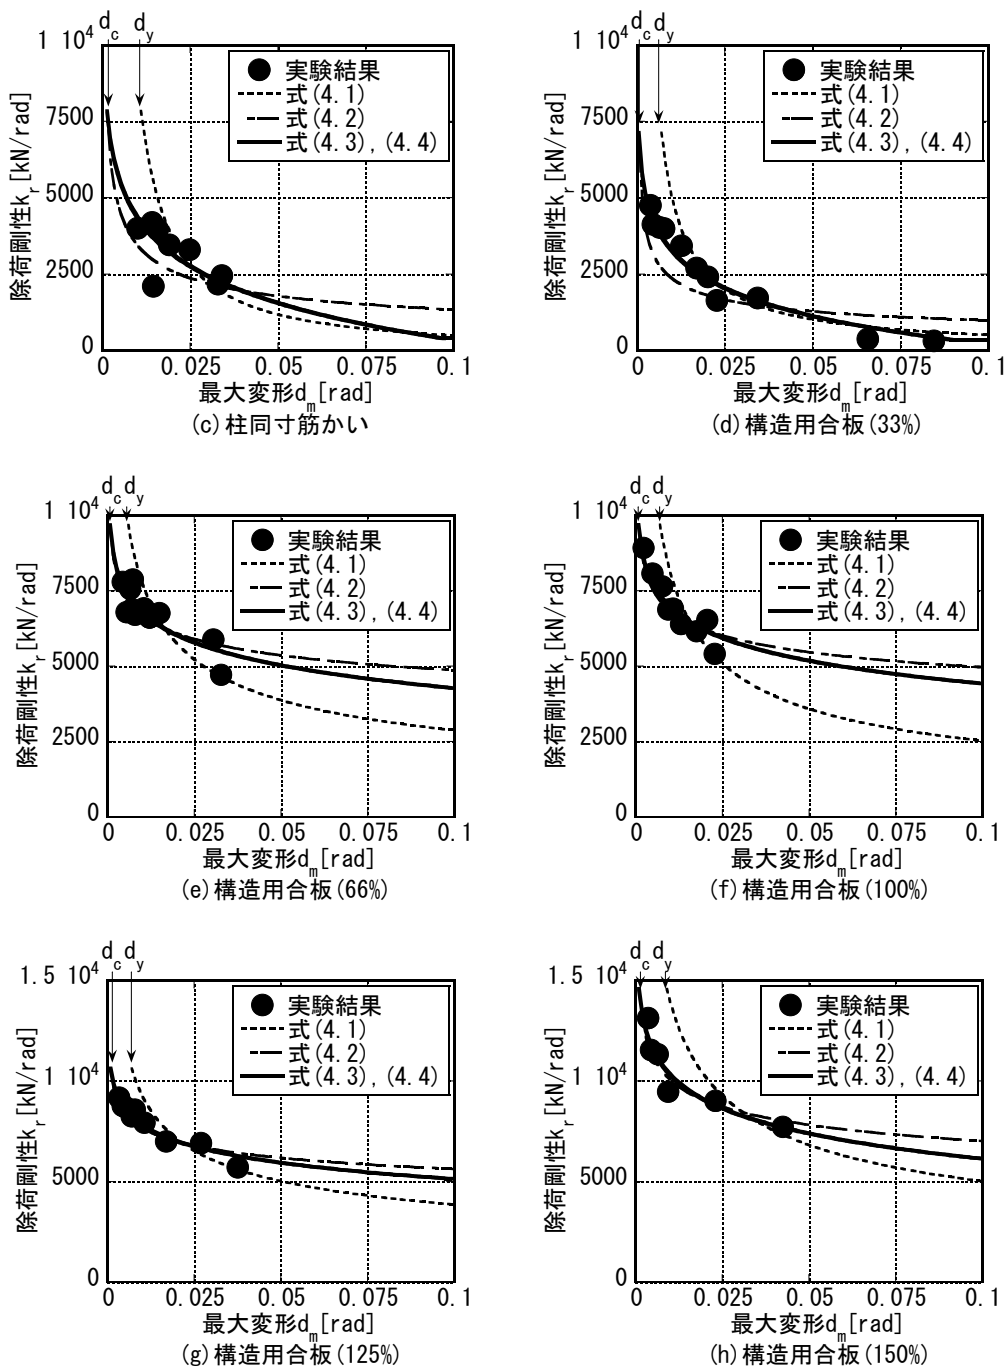 d_c d_y
1 10^4
7500
5000
2500
0
除荷剛性k_r[kN/rad]
実験結果
式(4.1)
式(4.2)
式(4.3),(4.4)
0 0.025 0.05 0.075 0.1
最大変形d_m[rad]
(c)柱同寸筋かい
d_c d_y
1 10^4
7500
5000
2500
0
除荷剛性k_r[kN/rad]
実験結果
式(4.1)
式(4.2)
式(4.3),(4.4)
0 0.025 0.05 0.075 0.1
最大変形d_m[rad]
(d)構造用合板(33%)
d_c d_y
1 10^4
7500
5000
2500
0
除荷剛性k_r[kN/rad]
実験結果
式(4.1)
式(4.2)
式(4.3),(4.4)
0 0.025 0.05 0.075 0.1
最大変形d_m[rad]
(e)構造用合板(66%)
d_c d_y
1 10^4
7500
5000
2500
0
除荷剛性k_r[kN/rad]
実験結果
式(4.1)
式(4.2)
式(4.3),(4.4)
0 0.025 0.05 0.075 0.1
最大変形d_m[rad]
(f)構造用合板(100%)
d_c d_y
1.5 10^4
1 10^4
5000
0
除荷剛性k_r[kN/rad]
実験結果
式(4.1)
式(4.2)
式(4.3),(4.4)
0 0.025 0.05 0.075 0.1
最大変形d_m[rad]
(g)構造用合板(125%)
d_c d_y
1.5 10^4
1 10^4
5000
0
除荷剛性k_r[kN/rad]
実験結果
式(4.1)
式(4.2)
式(4.3),(4.4)
0 0.025 0.05 0.075 0.1
最大変形d_m[rad]
(h)構造用合板(150%)